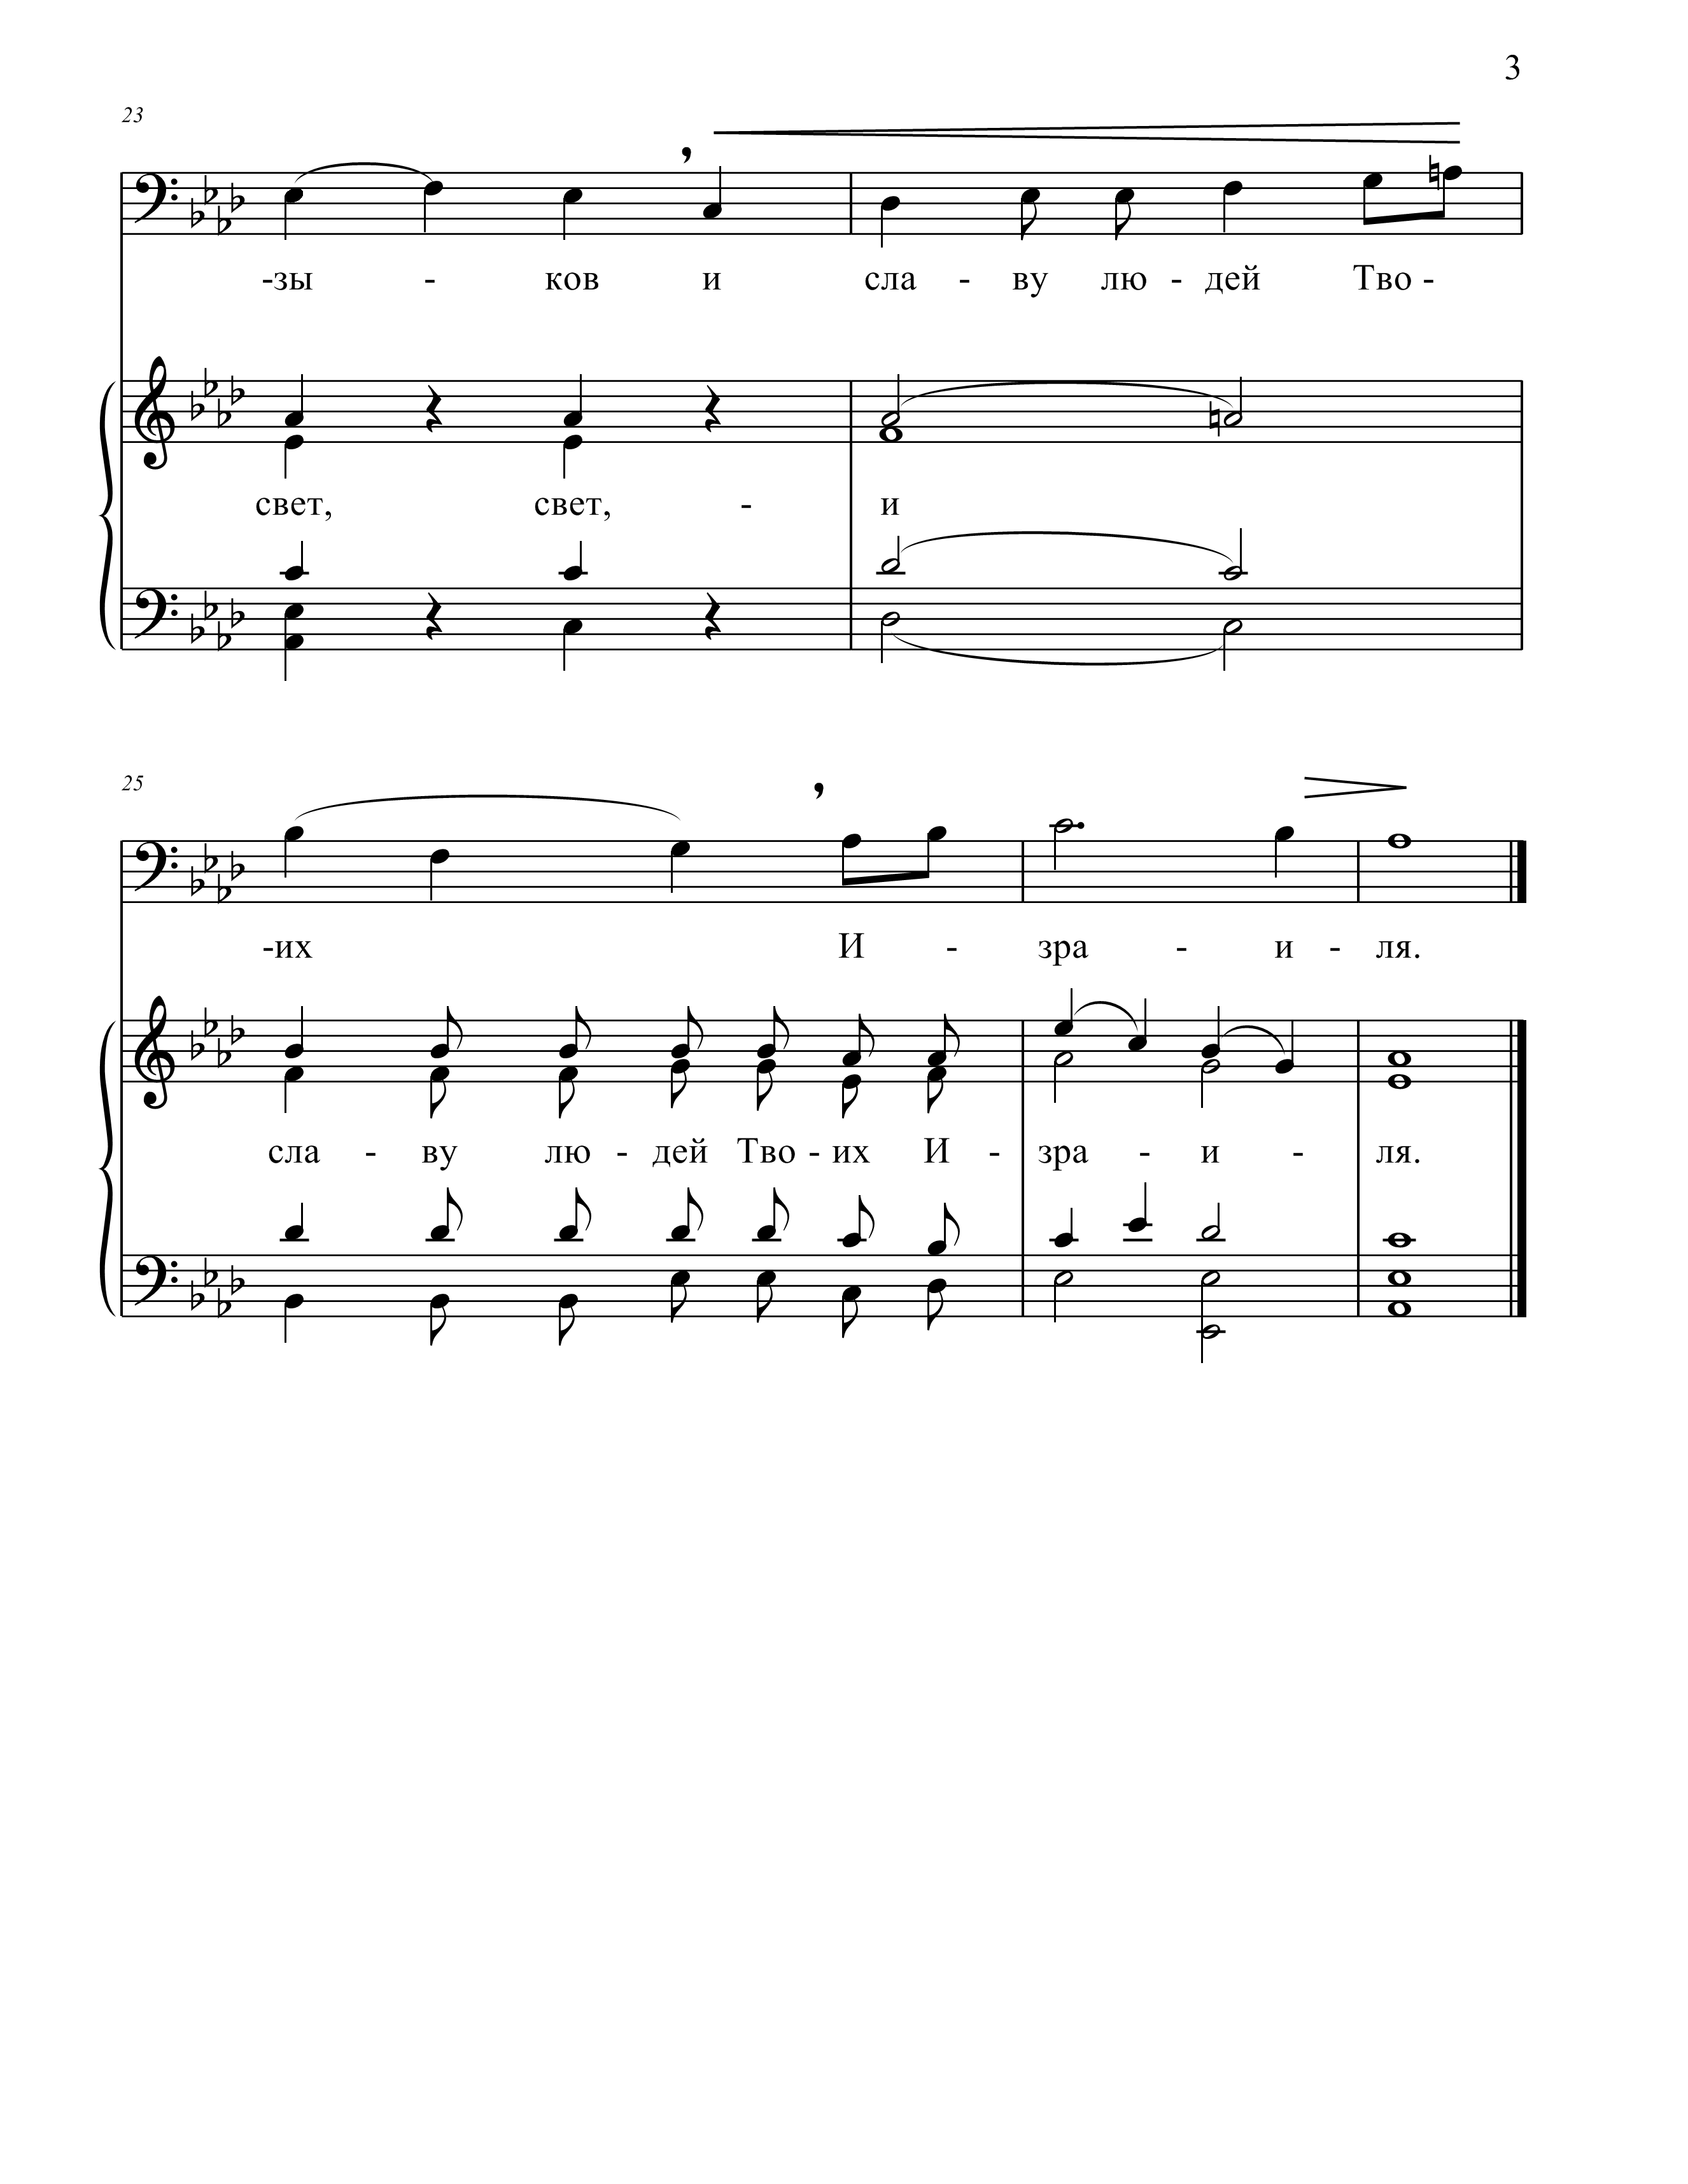 3
23
-зы - ков и сла - ву лю - дей Тво -
свет, свет, - и
25
-их И - зра - и - ля.
сла - ву лю - дей Тво - их И - зра - и - ля.